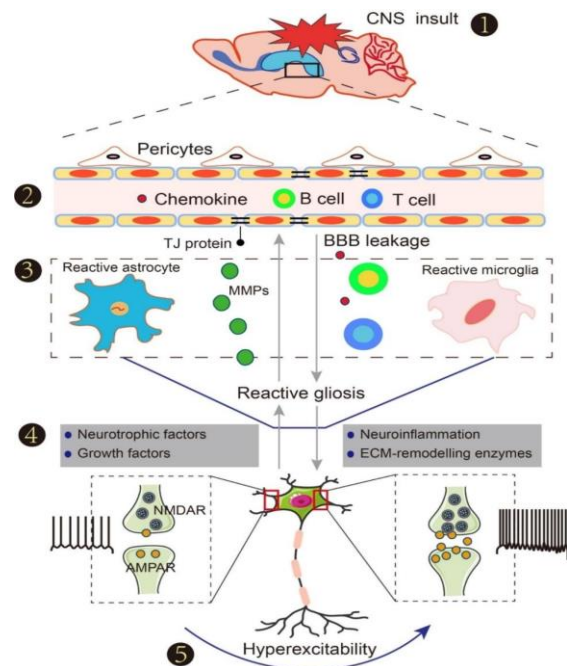 CNS insult
1
Pericytes
2
Chemokine
B cell
T cell
TJ protein
BBB leakage
3
Reactive astrocyte
MMPs
Reactive microglia
Reactive gliosis
4
Neurotrophic factors
Growth factors
Neuroinflammation
ECM-remodelling enzymes
NMDAR
AMPAR
5
Hyperexcitability